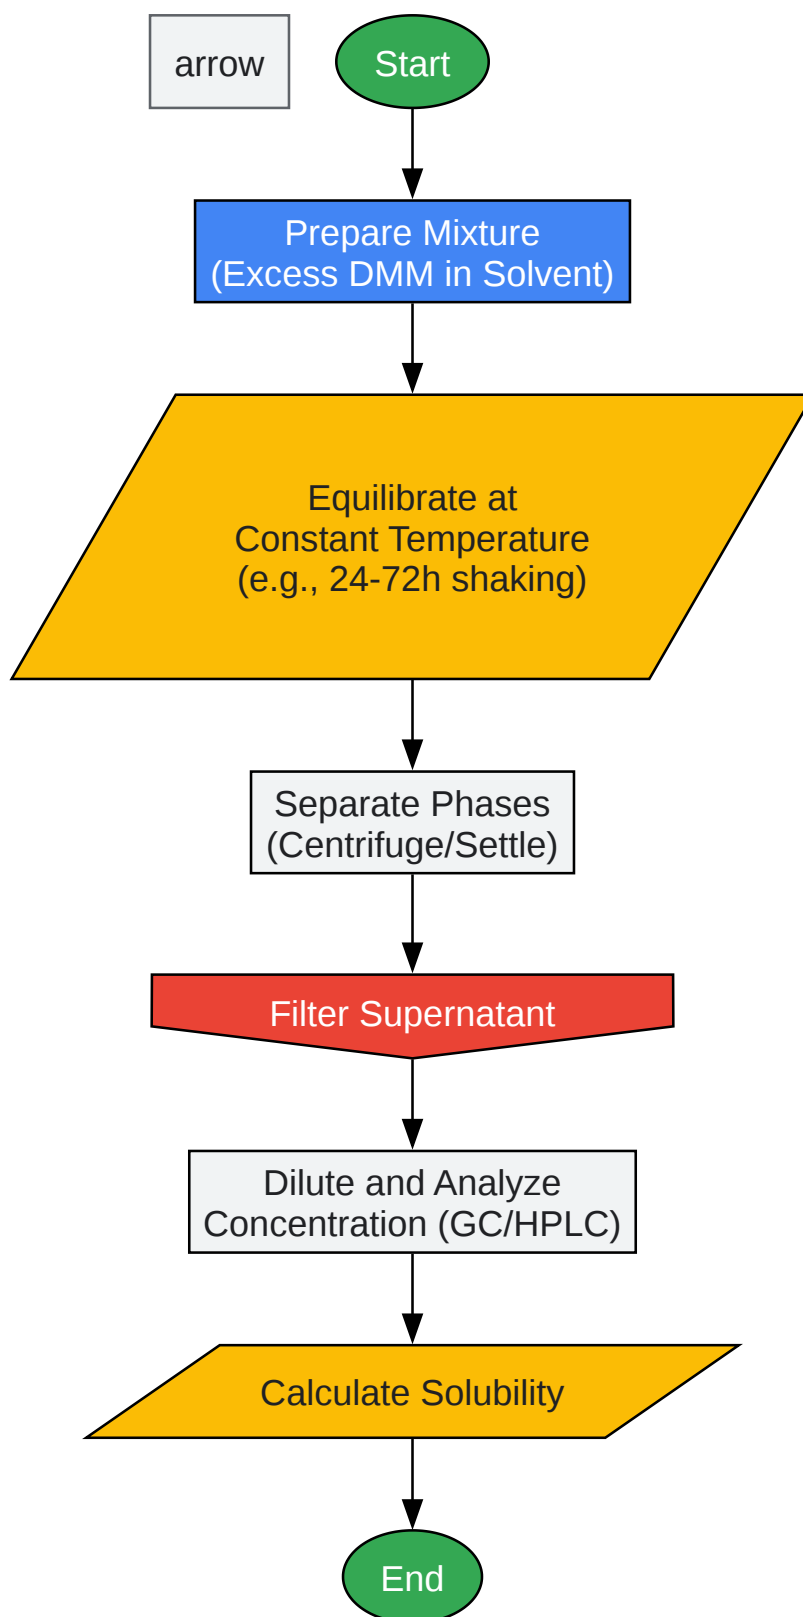 arrow
Start
Prepare Mixture
(Excess DMM in Solvent)
Equilibrate at
Constant Temperature
(e.g., 24-72h shaking)
Separate Phases
(Centrifuge/Settle)
Filter Supernatant
Dilute and Analyze
Concentration (GC/HPLC)
Calculate Solubility
End